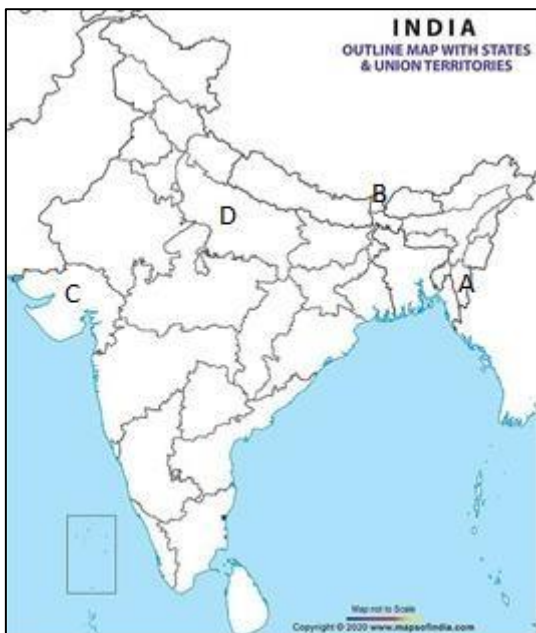 INDIA
OUTLINE MAP WITH STATES
& UNION TERRITORIES
B
D
A
C
Map not to Scale
Copyright © 2020 www.mapsofindia.com